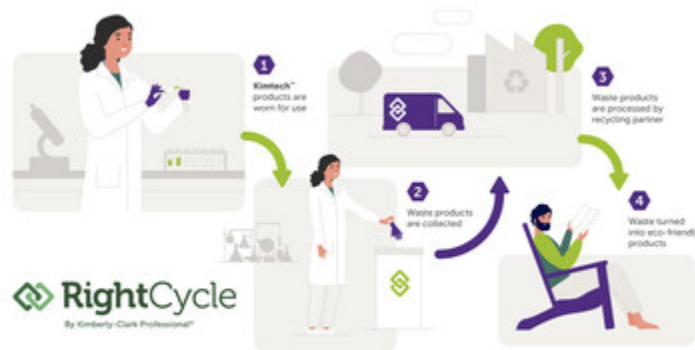 1
Kimtech™
products are
worn for use
2
Waste products
are collected
3
Waste products
are processed by
recycling partner
4
Waste turned
into eco-friendly
products
RightCycle
By Kimberly-Clark Professional™